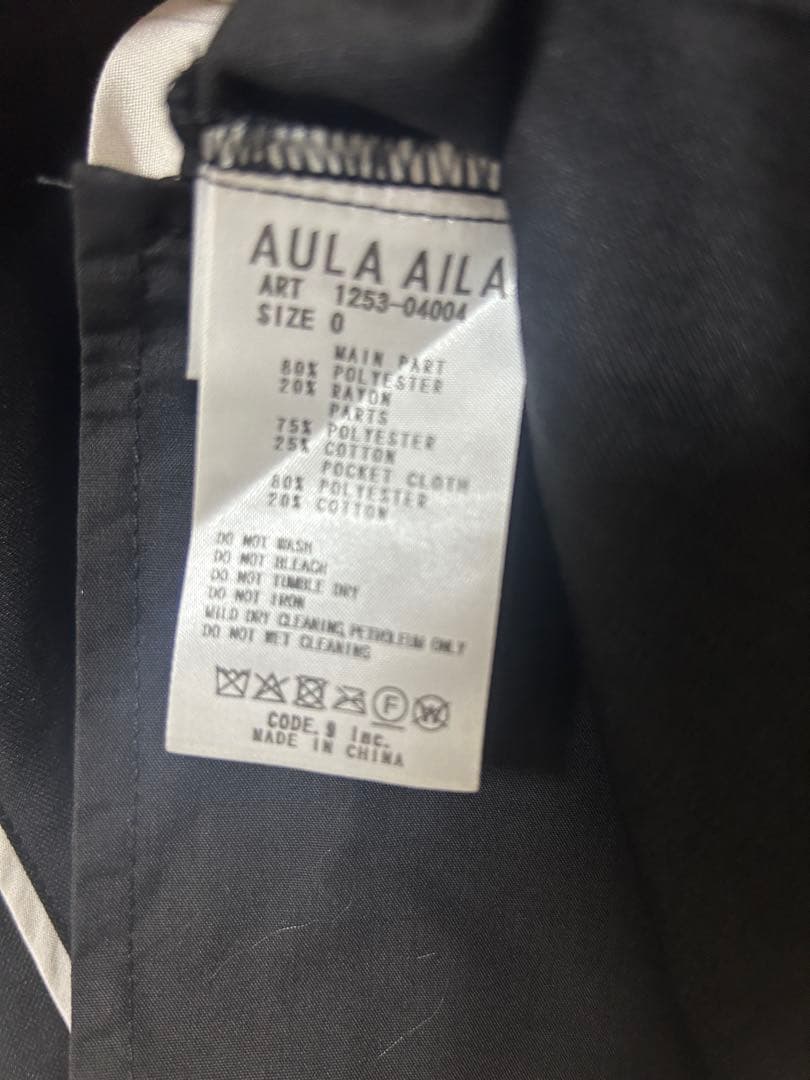 AULA AILA
ART 1253-04004
SIZE 0
MAIN PART
80% POLYESTER
20% RAYON
PARTS
75% POLYESTER
25% COTTON
POCKET CLOTH
80% POLYESTER
20% COTTON
DO NOT WASH
DO NOT BLEACH
DO NOT TUMBLE DRY
DO NOT IRON
MILD DRY CLEANING, PETROLEUM ONLY
DO NOT WET CLEANING
F W
CODE.9 Inc.
MADE IN CHINA